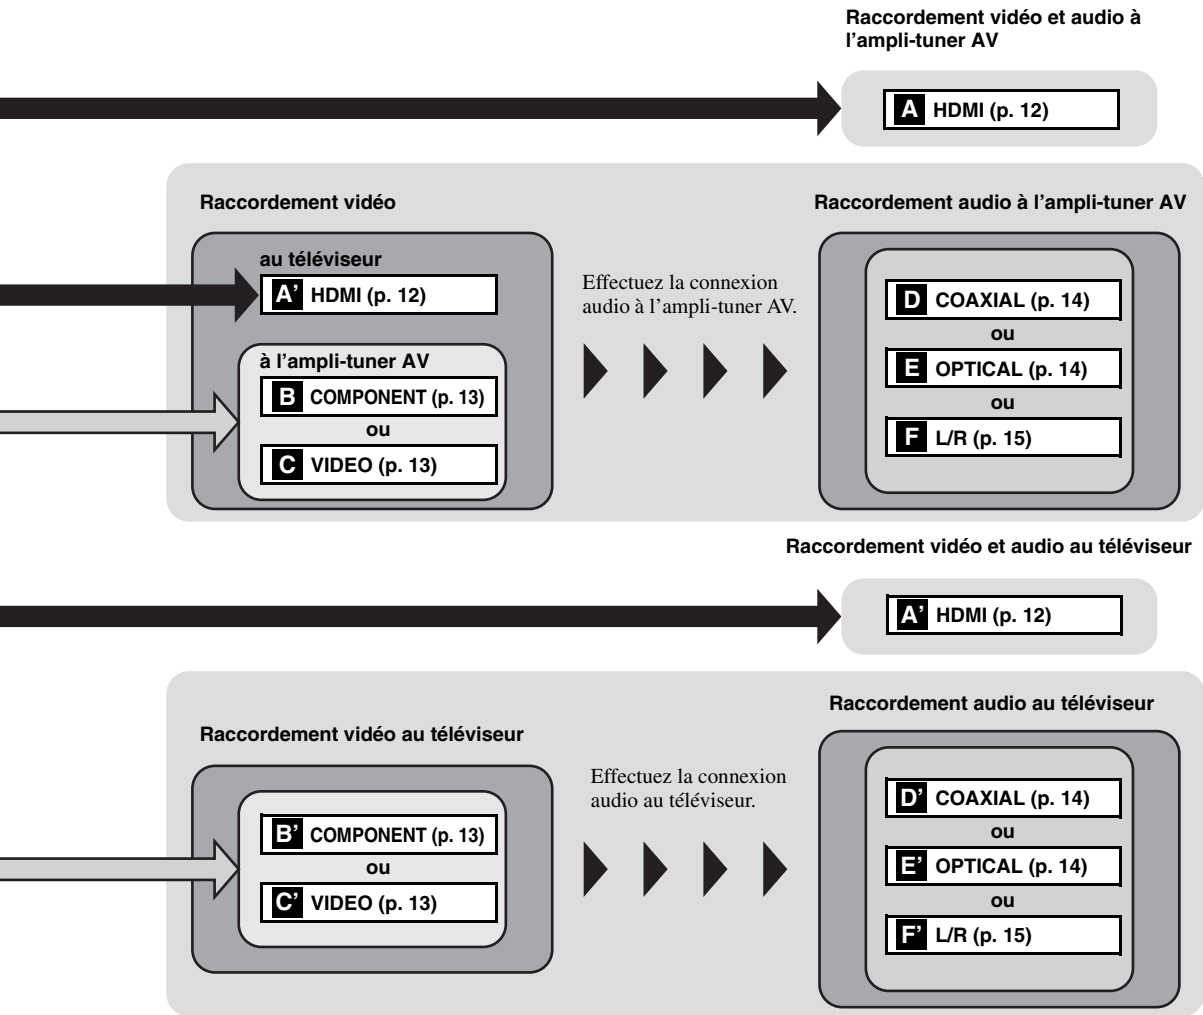 Raccordement vidéo et audio à
l’ampli-tuner AV
A HDMI (p. 12)
Raccordement vidéo
au téléviseur
A’ HDMI (p. 12)
à l’ampli-tuner AV
B COMPONENT (p. 13)
ou
C VIDEO (p. 13)
Effectuez la connexion
audio à l’ampli-tuner AV.
Raccordement audio à l’ampli-tuner AV
D COAXIAL (p. 14)
ou
E OPTICAL (p. 14)
ou
F L/R (p. 15)
Raccordement vidéo et audio au téléviseur
A’ HDMI (p. 12)
Raccordement vidéo au téléviseur
B’ COMPONENT (p. 13)
ou
C’ VIDEO (p. 13)
Effectuez la connexion
audio au téléviseur.
Raccordement audio au téléviseur
D’ COAXIAL (p. 14)
ou
E’ OPTICAL (p. 14)
ou
F’ L/R (p. 15)